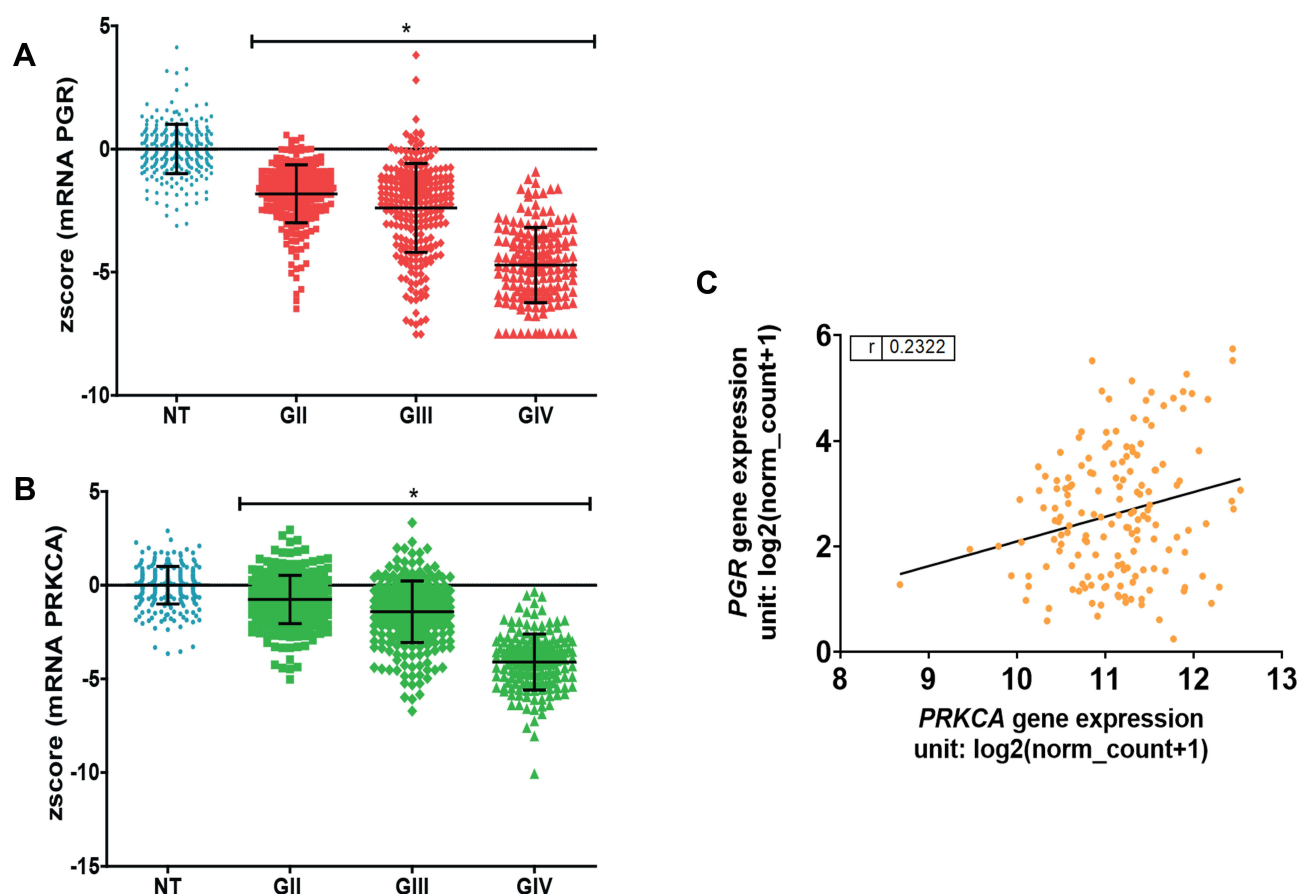 A
zscore (mRNA PGR)
5
0
-5
-10
*
NT GII GIII GIV
B
zscore (mRNA PRKCA)
5
0
-5
-10
-15
*
NT GII GIII GIV
C
PGR gene expression
unit: log2(norm_count+1)
6
4
2
0
r 0.2322
8 9 10 11 12 13
PRKCA gene expression
unit: log2(norm_count+1)